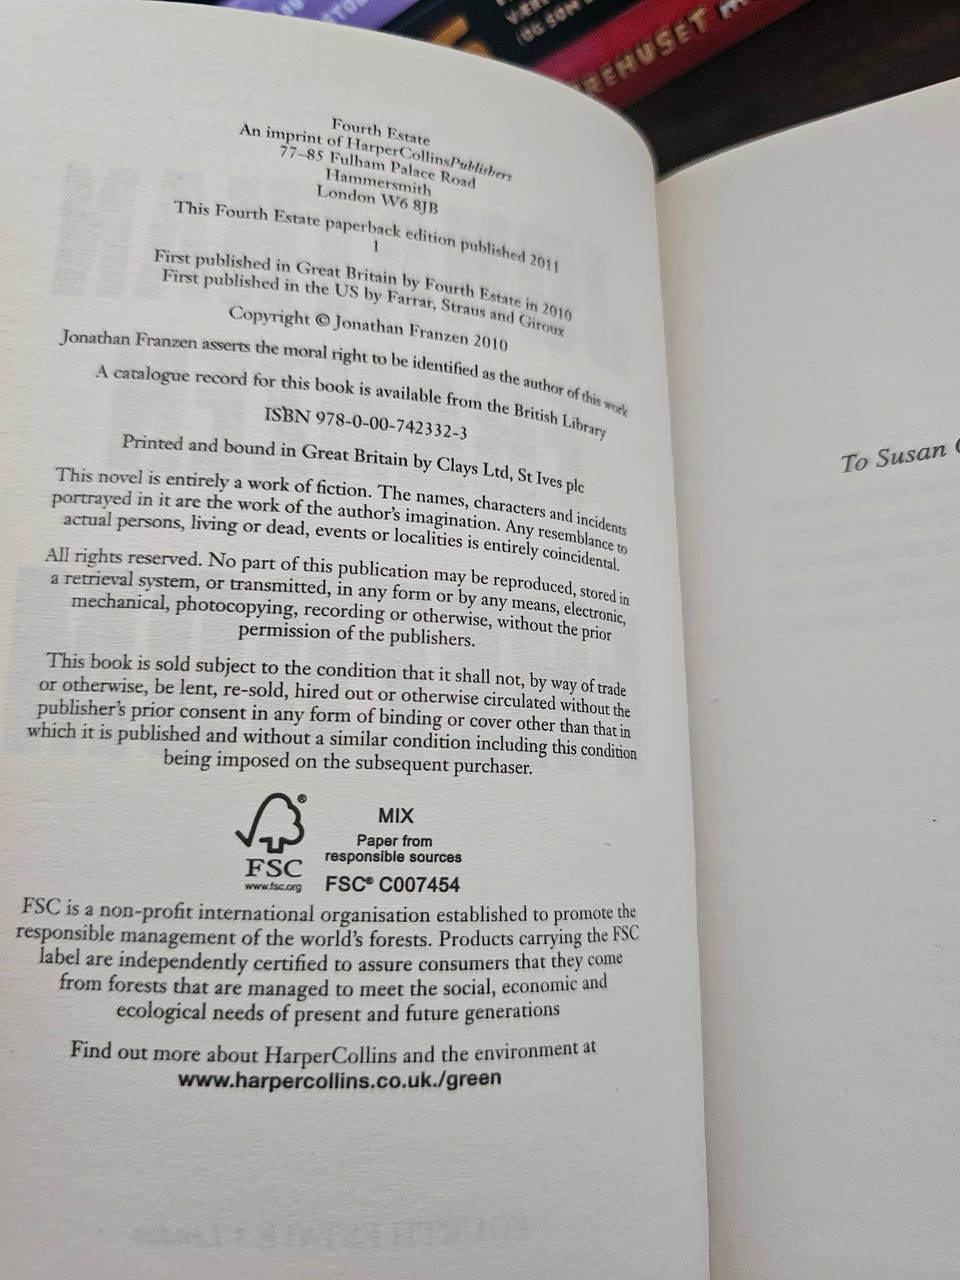 VÆRE
OG SØN
REHUSET
Fourth Estate
An imprint of HarperCollinsPublishers
77–85 Fulham Palace Road
Hammersmith
London W6 8JB
This Fourth Estate paperback edition published 2011
1
First published in Great Britain by Fourth Estate in 2010
First published in the US by Farrar, Straus and Giroux
Copyright © Jonathan Franzen 2010
Jonathan Franzen asserts the moral right to be identified as the author of this work
A catalogue record for this book is available from the British Library
ISBN 978-0-00-742332-3
Printed and bound in Great Britain by Clays Ltd, St Ives plc
This novel is entirely a work of fiction. The names, characters and incidents
portrayed in it are the work of the author's imagination. Any resemblance to
actual persons, living or dead, events or localities is entirely coincidental.
All rights reserved. No part of this publication may be reproduced, stored in
a retrieval system, or transmitted, in any form or by any means, electronic,
mechanical, photocopying, recording or otherwise, without the prior
permission of the publishers.
This book is sold subject to the condition that it shall not, by way of trade
or otherwise, be lent, re-sold, hired out or otherwise circulated without the
publisher's prior consent in any form of binding or cover other than that in
which it is published and without a similar condition including this condition
being imposed on the subsequent purchaser.
FSC
www.fsc.org
MIX
Paper from
responsible sources
FSC® C007454
FSC is a non-profit international organisation established to promote the
responsible management of the world's forests. Products carrying the FSC
label are independently certified to assure consumers that they come
from forests that are managed to meet the social, economic and
ecological needs of present and future generations
Find out more about HarperCollins and the environment at
www.harpercollins.co.uk./green
To Susan